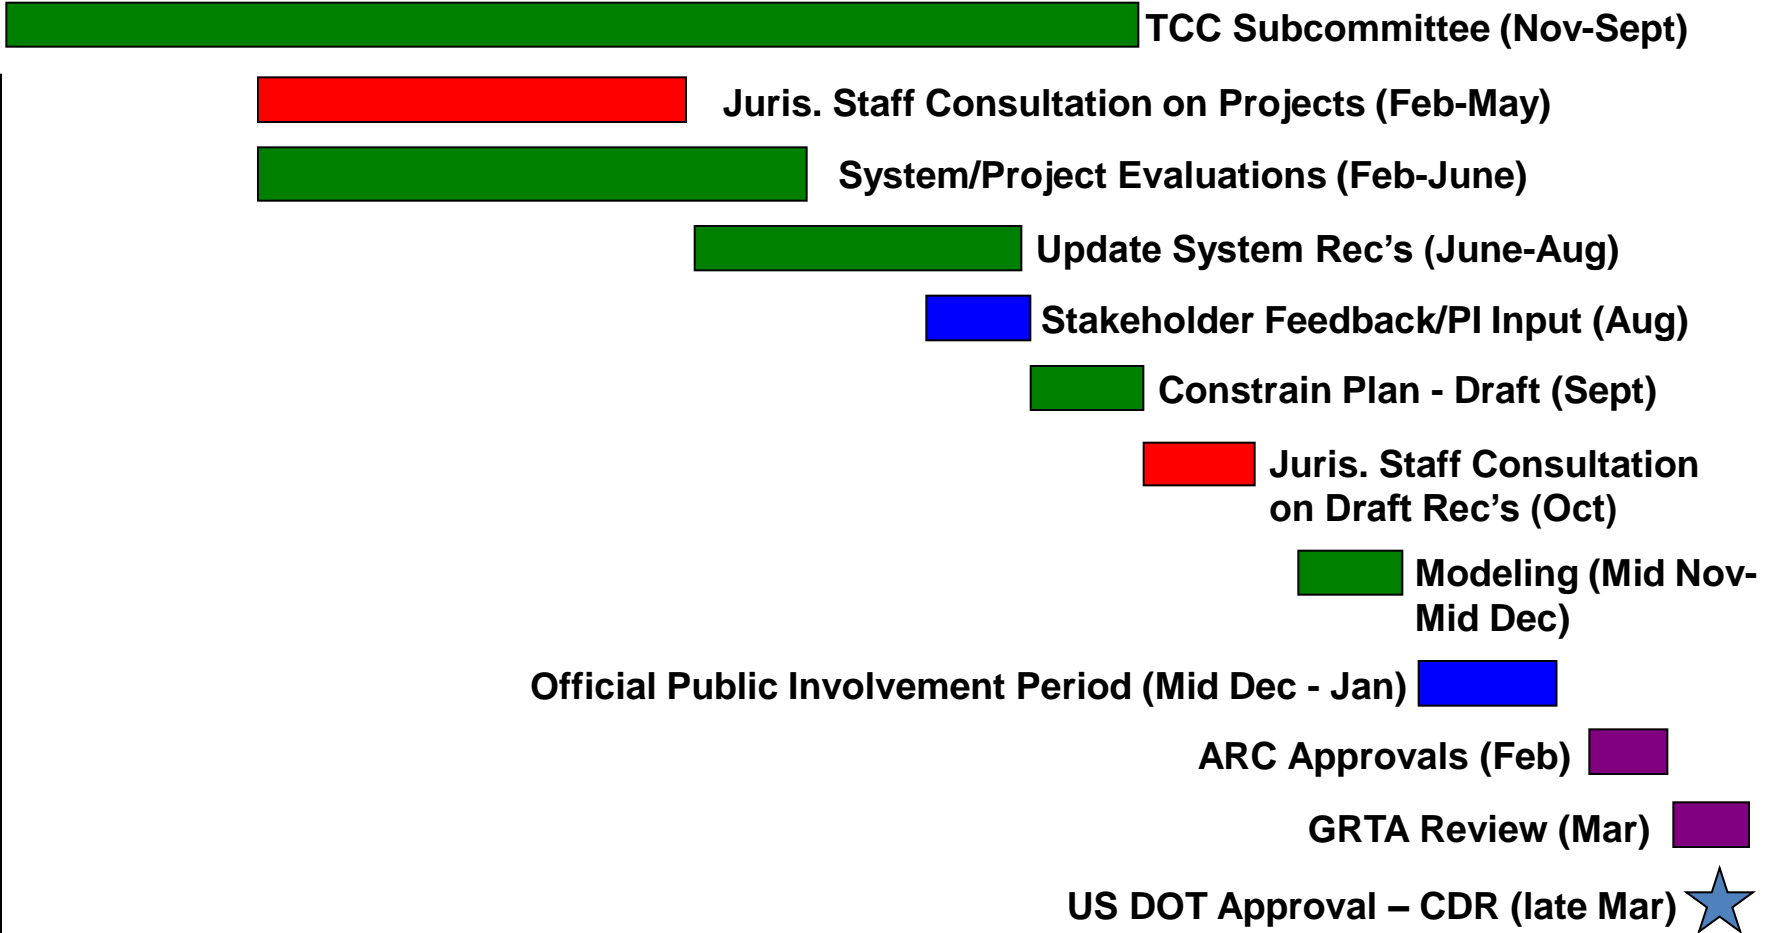 TCC Subcommittee (Nov-Sept)
Juris. Staff Consultation on Projects (Feb-May)
System/Project Evaluations (Feb-June)
Update System Rec’s (June-Aug)
Stakeholder Feedback/PI Input (Aug)
Constrain Plan - Draft (Sept)
Juris. Staff Consultation
on Draft Rec’s (Oct)
Modeling (Mid Nov-
Mid Dec)
Official Public Involvement Period (Mid Dec - Jan)
ARC Approvals (Feb)
GRTA Review (Mar)
US DOT Approval – CDR (late Mar)